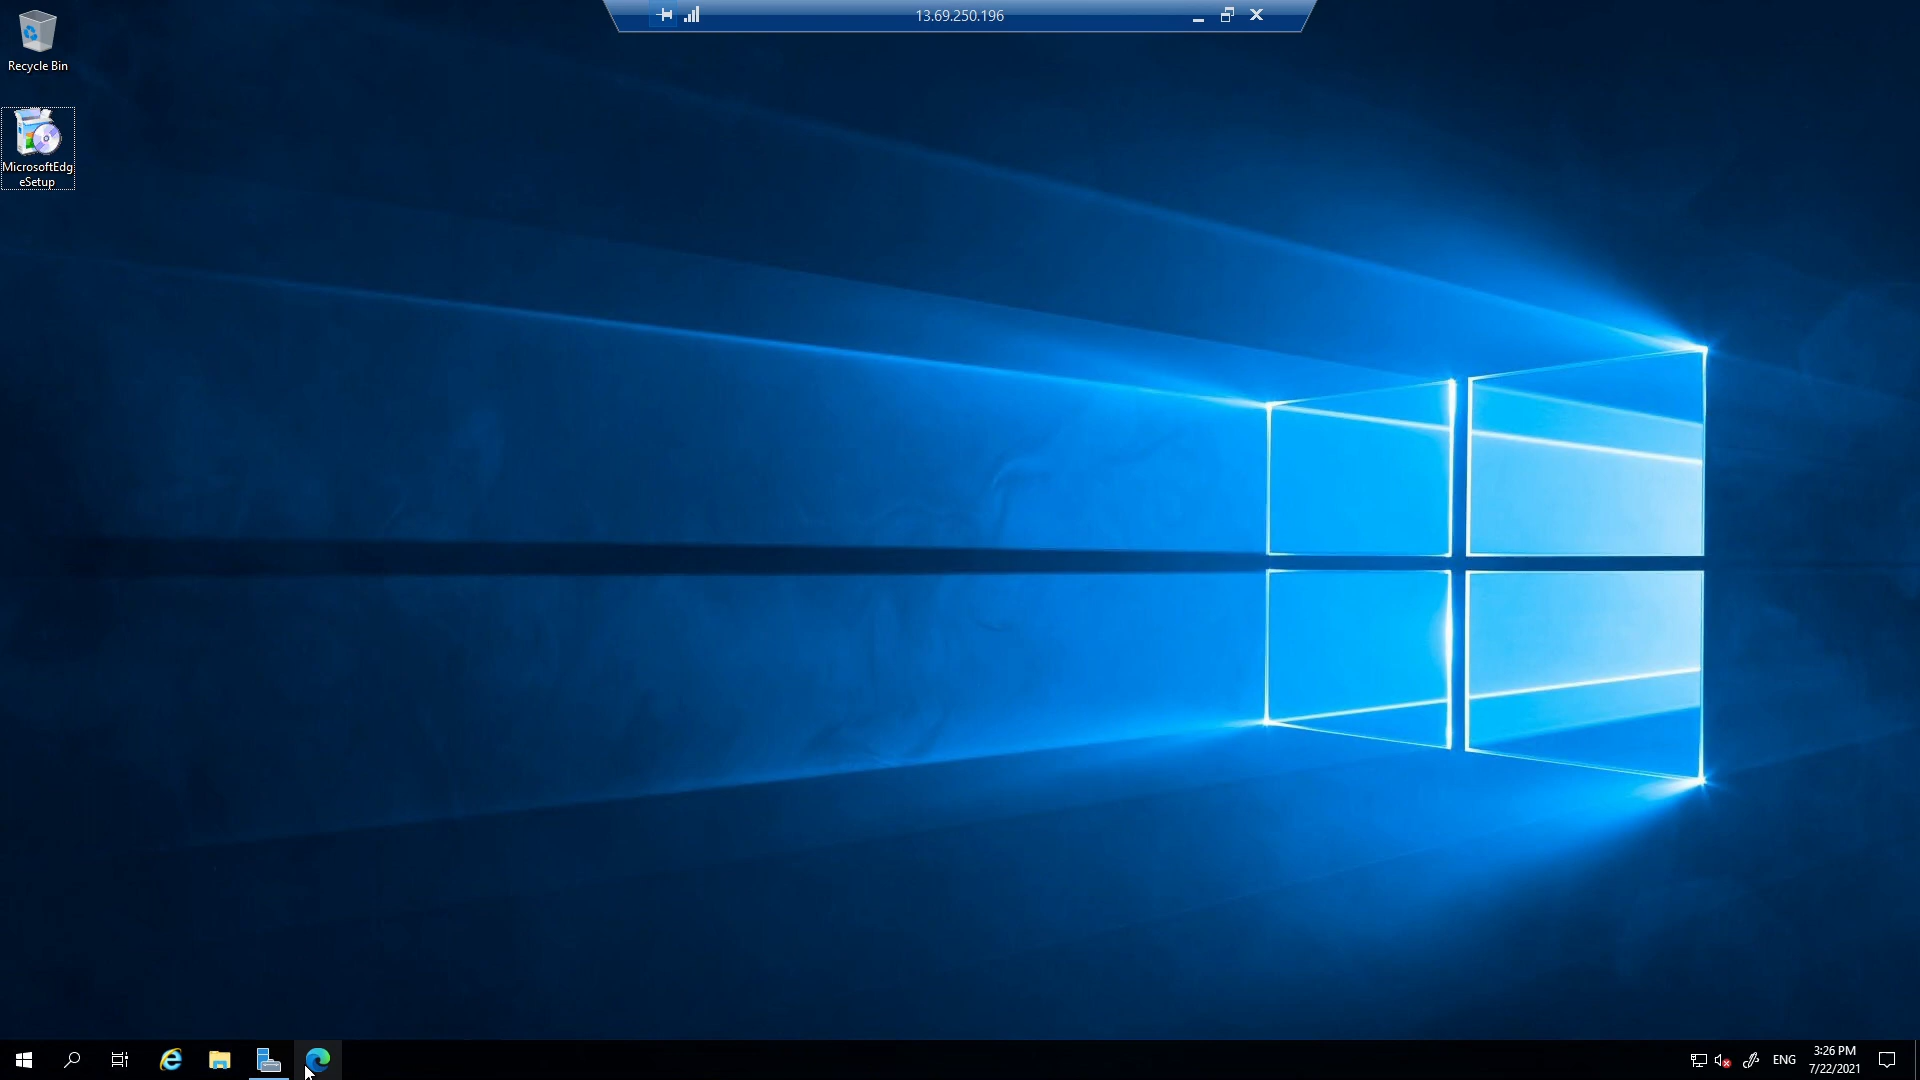 13.69.250.196
Recycle Bin
MicrosoftEdg
eSetup
ENG
3:26 PM
7/22/2021